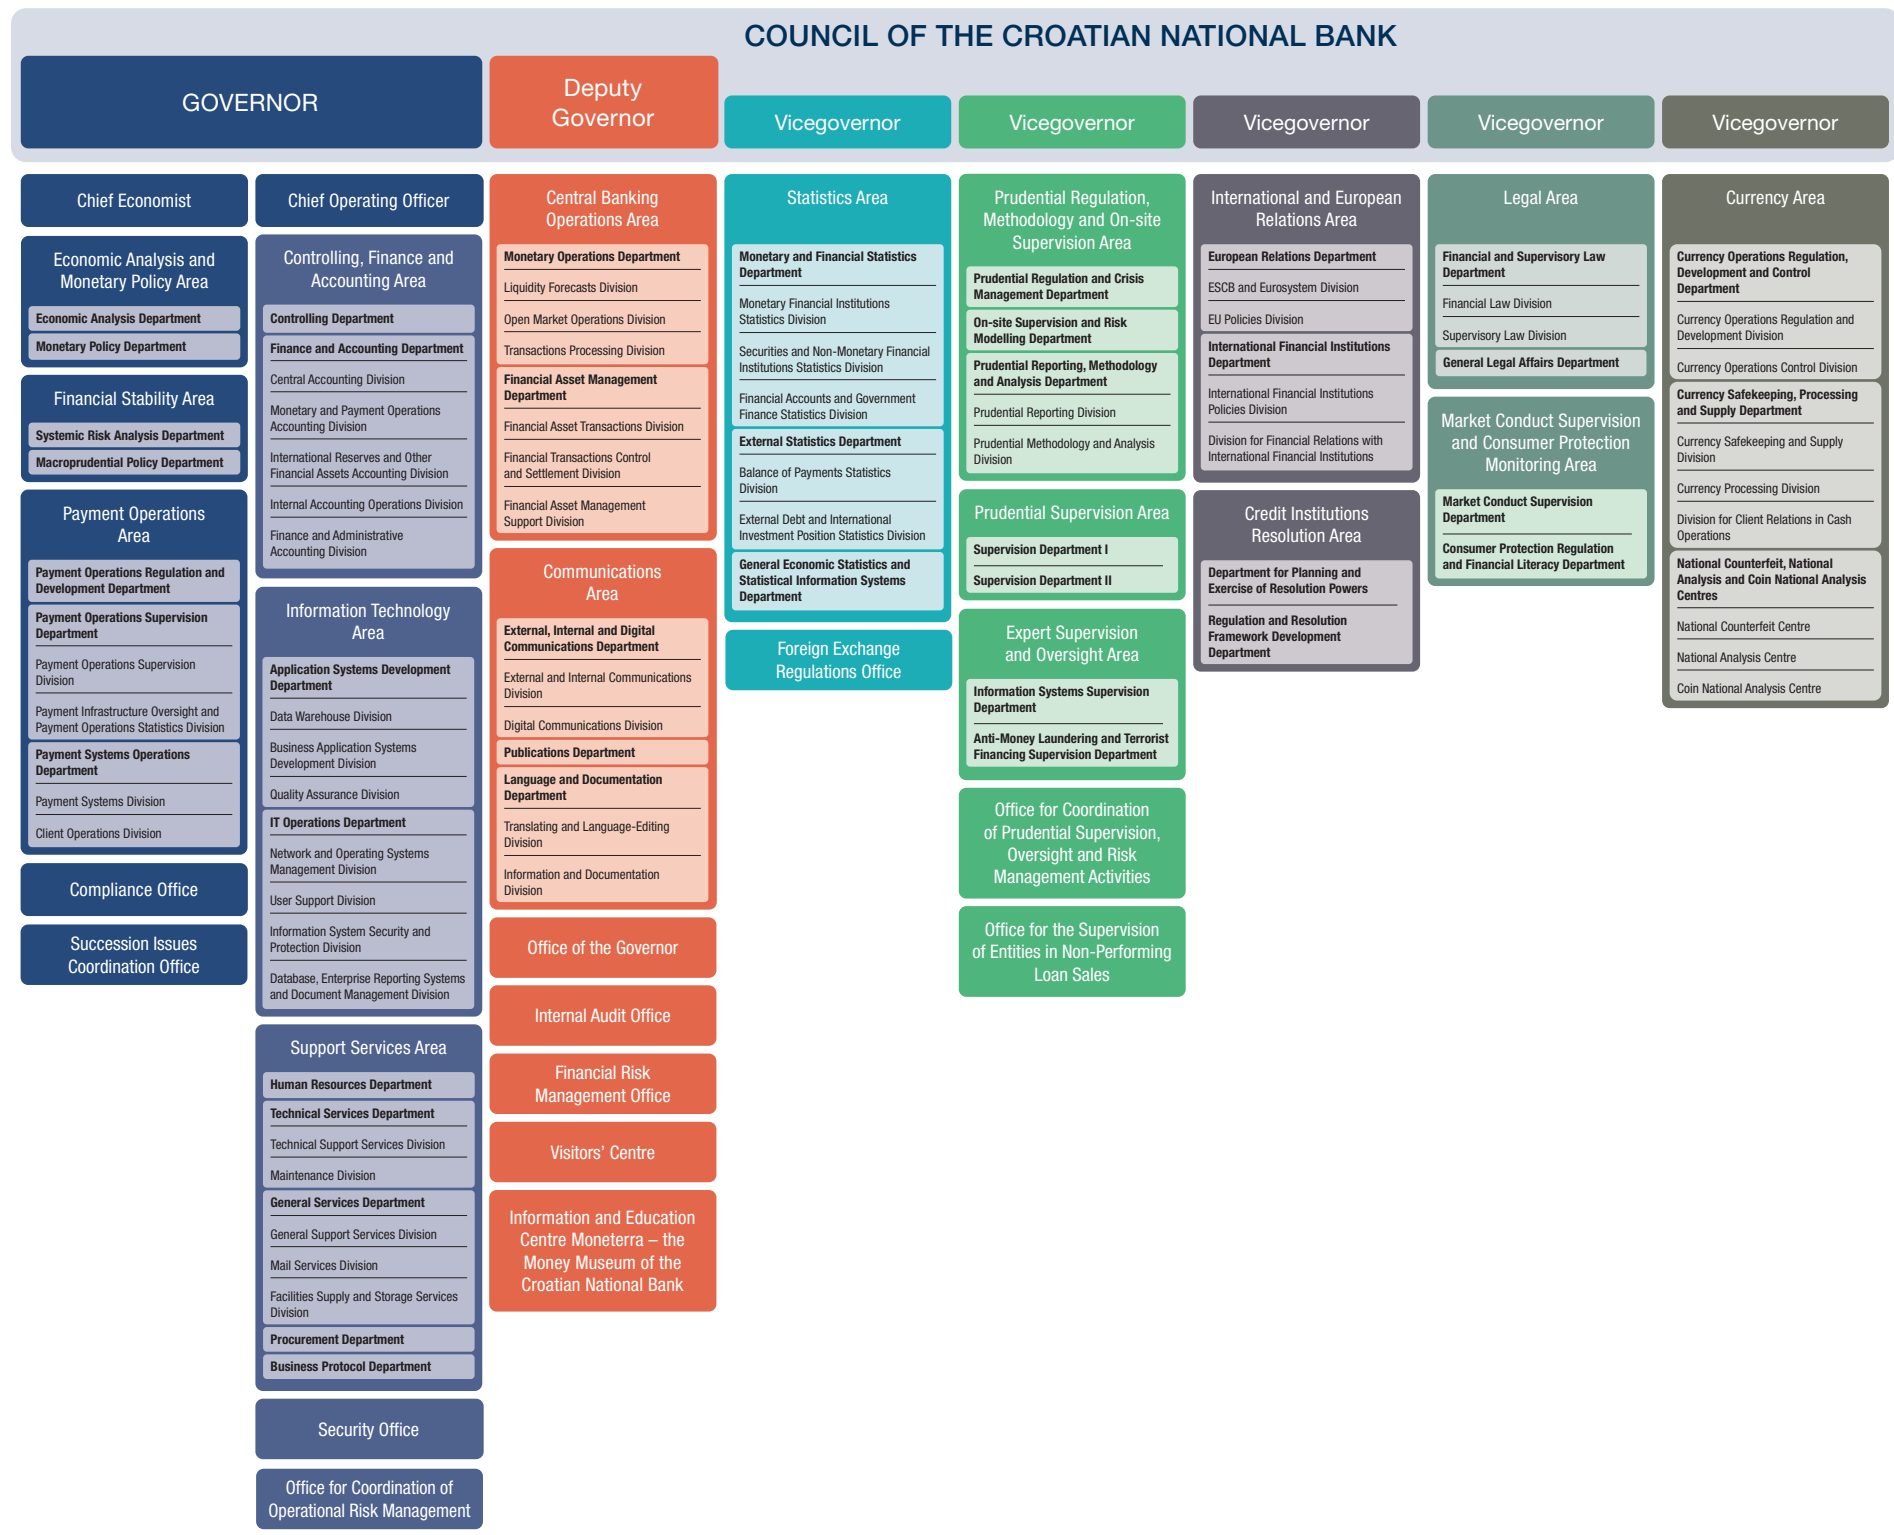 COUNCIL OF THE CROATIAN NATIONAL BANK
GOVERNOR
Deputy
Governor
Vicegovernor
Vicegovernor
Vicegovernor
Vicegovernor
Vicegovernor
Chief Economist
Economic Analysis and
Monetary Policy Area
Economic Analysis Department
Monetary Policy Department
Financial Stability Area
Systemic Risk Analysis Department
Macroprudential Policy Department
Payment Operations
Area
Payment Operations Regulation and
Development Department
Payment Operations Supervision
Department
Payment Operations Supervision
Division
Payment Infrastructure Oversight and
Payment Operations Statistics Division
Payment Systems Operations
Department
Payment Systems Division
Client Operations Division
Compliance Office
Succession Issues
Coordination Office
Chief Operating Officer
Controlling, Finance and
Accounting Area
Controlling Department
Finance and Accounting Department
Central Accounting Division
Monetary and Payment Operations
Accounting Division
International Reserves and Other
Financial Assets Accounting Division
Internal Accounting Operations Division
Finance and Administrative
Accounting Division
Information Technology
Area
Application Systems Development
Department
Data Warehouse Division
Business Application Systems
Development Division
Quality Assurance Division
IT Operations Department
Network and Operating Systems
Management Division
User Support Division
Information System Security and
Protection Division
Database, Enterprise Reporting Systems
and Document Management Division
Support Services Area
Human Resources Department
Technical Services Department
Technical Support Services Division
Maintenance Division
General Services Department
General Support Services Division
Mail Services Division
Facilities Supply and Storage Services
Division
Procurement Department
Business Protocol Department
Security Office
Office for Coordination of
Operational Risk Management
Central Banking
Operations Area
Monetary Operations Department
Liquidity Forecasts Division
Open Market Operations Division
Transactions Processing Division
Financial Asset Management
Department
Financial Asset Transactions Division
Financial Transactions Control
and Settlement Division
Financial Asset Management
Support Division
Communications
Area
External, Internal and Digital
Communications Department
External and Internal Communications
Division
Digital Communications Division
Publications Department
Language and Documentation
Department
Translating and Language-Editing
Division
Information and Documentation
Division
Office of the Governor
Internal Audit Office
Financial Risk
Management Office
Visitors' Centre
Information and Education
Centre Moneterra – the
Money Museum of the
Croatian National Bank
Statistics Area
Monetary and Financial Statistics
Department
Monetary Financial Institutions
Statistics Division
Securities and Non-Monetary Financial
Institutions Statistics Division
Financial Accounts and Government
Finance Statistics Division
External Statistics Department
Balance of Payments Statistics
Division
External Debt and International
Investment Position Statistics Division
General Economic Statistics and
Statistical Information Systems
Department
Foreign Exchange
Regulations Office
Prudential Regulation,
Methodology and On-site
Supervision Area
Prudential Regulation and Crisis
Management Department
On-site Supervision and Risk
Modelling Department
Prudential Reporting, Methodology
and Analysis Department
Prudential Reporting Division
Prudential Methodology and Analysis
Division
Prudential Supervision Area
Supervision Department I
Supervision Department II
Expert Supervision
and Oversight Area
Information Systems Supervision
Department
Anti-Money Laundering and Terrorist
Financing Supervision Department
Office for Coordination
of Prudential Supervision,
Oversight and Risk
Management Activities
Office for the Supervision
of Entities in Non-Performing
Loan Sales
International and European
Relations Area
European Relations Department
ESCB and Eurosystem Division
EU Policies Division
International Financial Institutions
Department
International Financial Institutions
Policies Division
Division for Financial Relations with
International Financial Institutions
Credit Institutions
Resolution Area
Department for Planning and
Exercise of Resolution Powers
Regulation and Resolution
Framework Development
Department
Legal Area
Financial and Supervisory Law
Department
Financial Law Division
Supervisory Law Division
General Legal Affairs Department
Market Conduct Supervision
and Consumer Protection
Monitoring Area
Market Conduct Supervision
Department
Consumer Protection Regulation
and Financial Literacy Department
Currency Area
Currency Operations Regulation,
Development and Control
Department
Currency Operations Regulation and
Development Division
Currency Operations Control Division
Currency Safekeeping, Processing
and Supply Department
Currency Safekeeping and Supply
Division
Currency Processing Division
Division for Client Relations in Cash
Operations
National Counterfeit, National
Analysis and Coin National Analysis
Centres
National Counterfeit Centre
National Analysis Centre
Coin National Analysis Centre